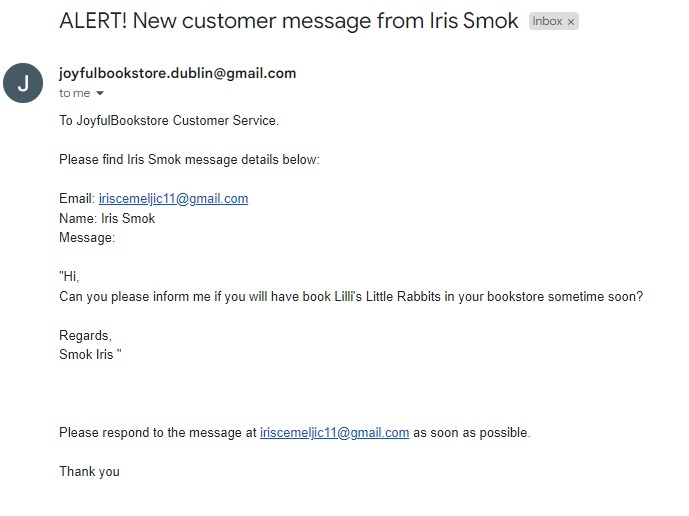 ALERT! New customer message from Iris Smok Inbox ×
J
joyfulbookstore.dublin@gmail.com
to me
To JoyfulBookstore Customer Service.
Please find Iris Smok message details below:
Email: iriscemeljic11@gmail.com
Name: Iris Smok
Message:
"Hi,
Can you please inform me if you will have book Lilli's Little Rabbits in your bookstore sometime soon?
Regards,
Smok Iris "
Please respond to the message at iriscemeljic11@gmail.com as soon as possible.
Thank you